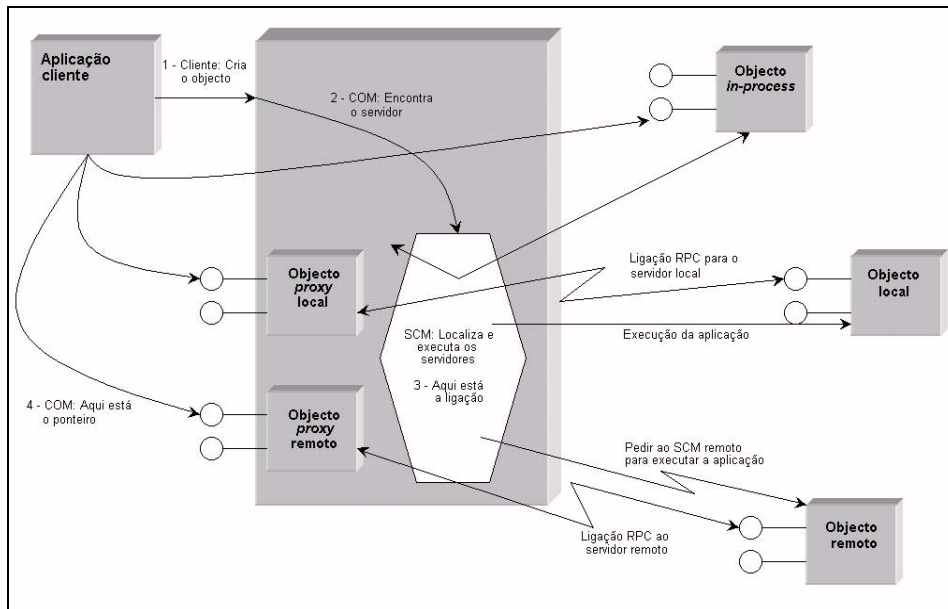 Aplicação
cliente
1 - Cliente: Cria
o objecto
2 - COM: Encontra
o servidor
Objecto
in-process
Objecto
proxy
local
Ligação RPC para o
servidor local
Objecto
local
SCM: Localiza e
executa os
servidores
Execução da aplicação
3 - Aqui está
a ligação
4 - COM: Aqui está
o ponteiro
Objecto
proxy
remoto
Pedir ao SCM remoto
para executar a aplicação
Ligação RPC ao
servidor remoto
Objecto
remoto